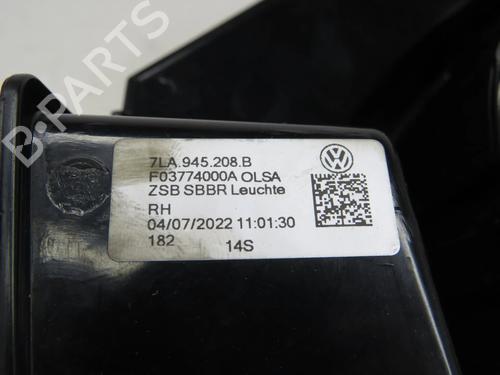 B-PARTS
7LA.945.208.B
F03774000A OLSA
ZSB SBBR Leuchte
RH
04/07/2022 11:01:30
182 14S